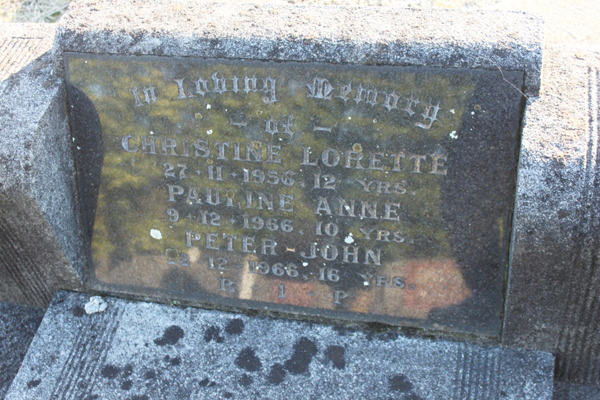 In Loving Memory
- of -
CHRISTINE LORETTE
27-11-1956. 12 YRS.
PAULINE ANNE
9-12-1966. 10 YRS.
PETER JOHN
12 1966. 16 YRS.
R I P